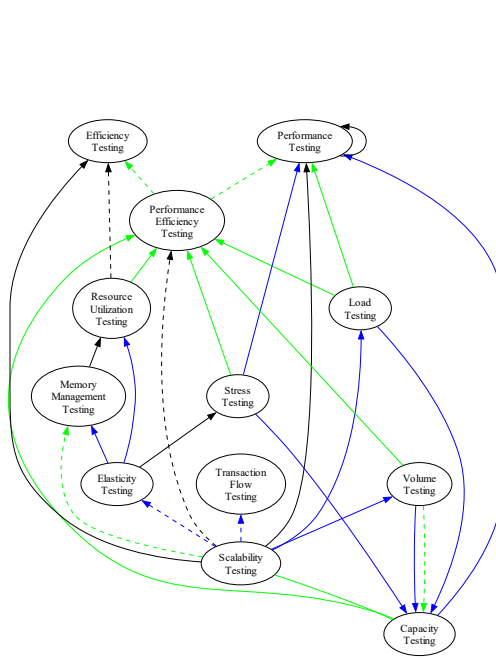 Efficiency
Testing
Performance
Testing
Performance
Efficiency
Testing
Resource
Utilization
Testing
Load
Testing
Memory
Management
Testing
Stress
Testing
Elasticity
Testing
Transaction
Flow
Testing
Volume
Testing
Scalability
Testing
Capacity
Testing